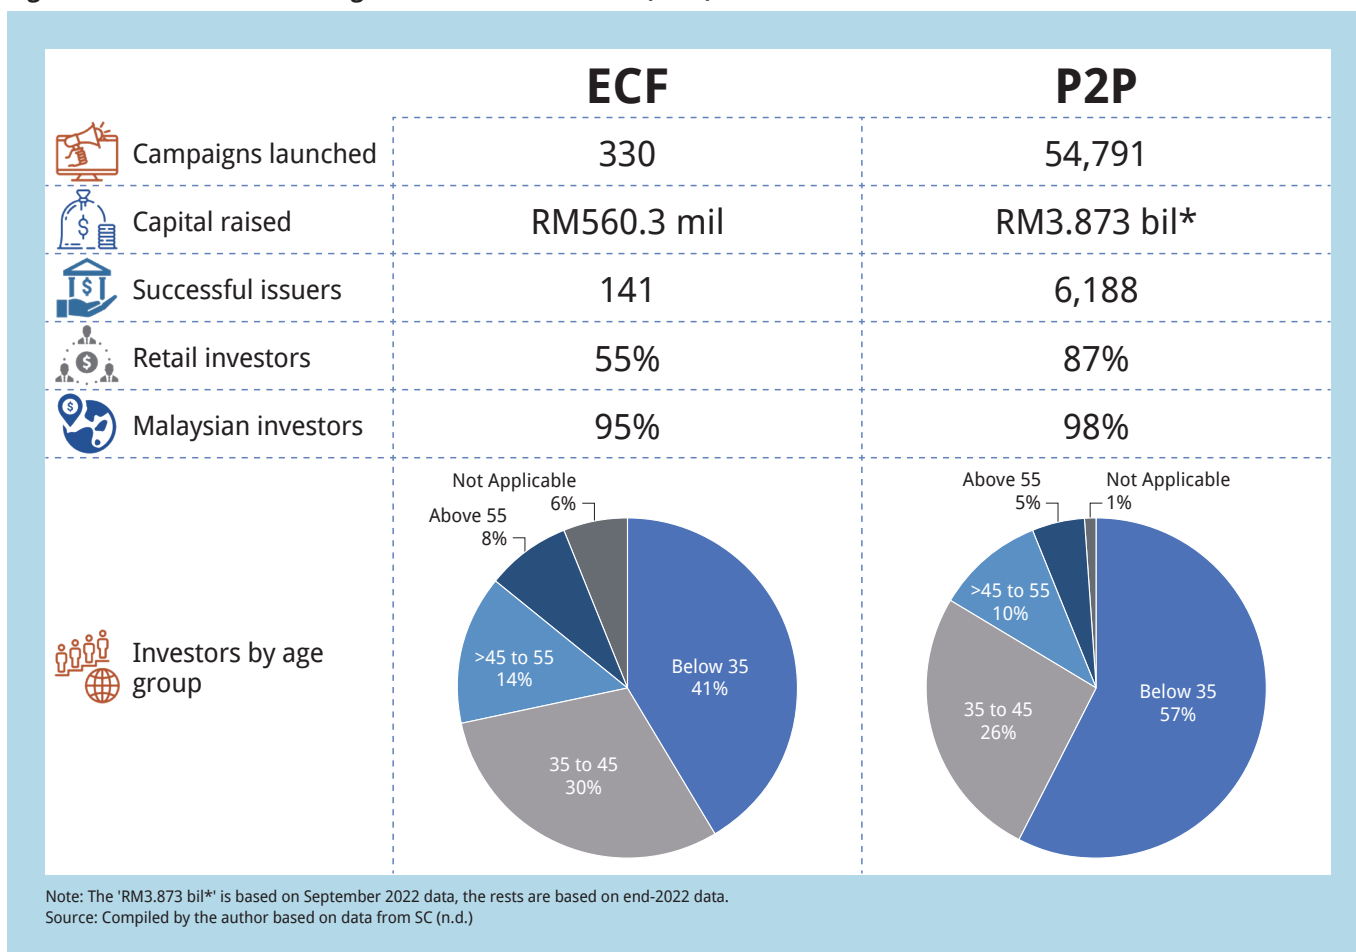 ECF P2P
Campaigns launched 330 54,791
Capital raised RM560.3 mil RM3.873 bil*
Successful issuers 141 6,188
Retail investors 55% 87%
Malaysian investors 95% 98%
Investors by age
group
Not Applicable
6%
Above 55
8%
>45 to 55
14%
Below 35
41%
35 to 45
30%
Above 55
5%
Not Applicable
1%
>45 to 55
10%
35 to 45
26%
Below 35
57%
Note: The 'RM3.873 bil*' is based on September 2022 data, the rests are based on end-2022 data.
Source: Compiled by the author based on data from SC (n.d.)